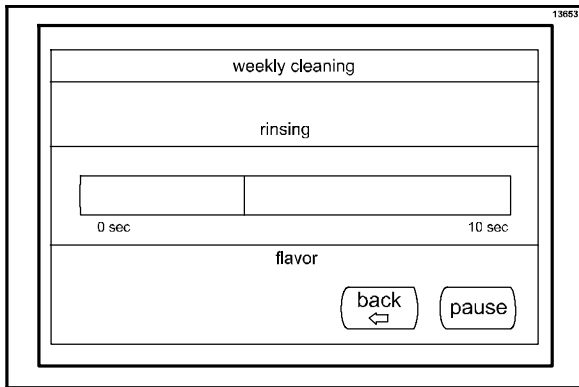 13653
weekly cleaning
rinsing
0 sec 10 sec
flavor
back pause